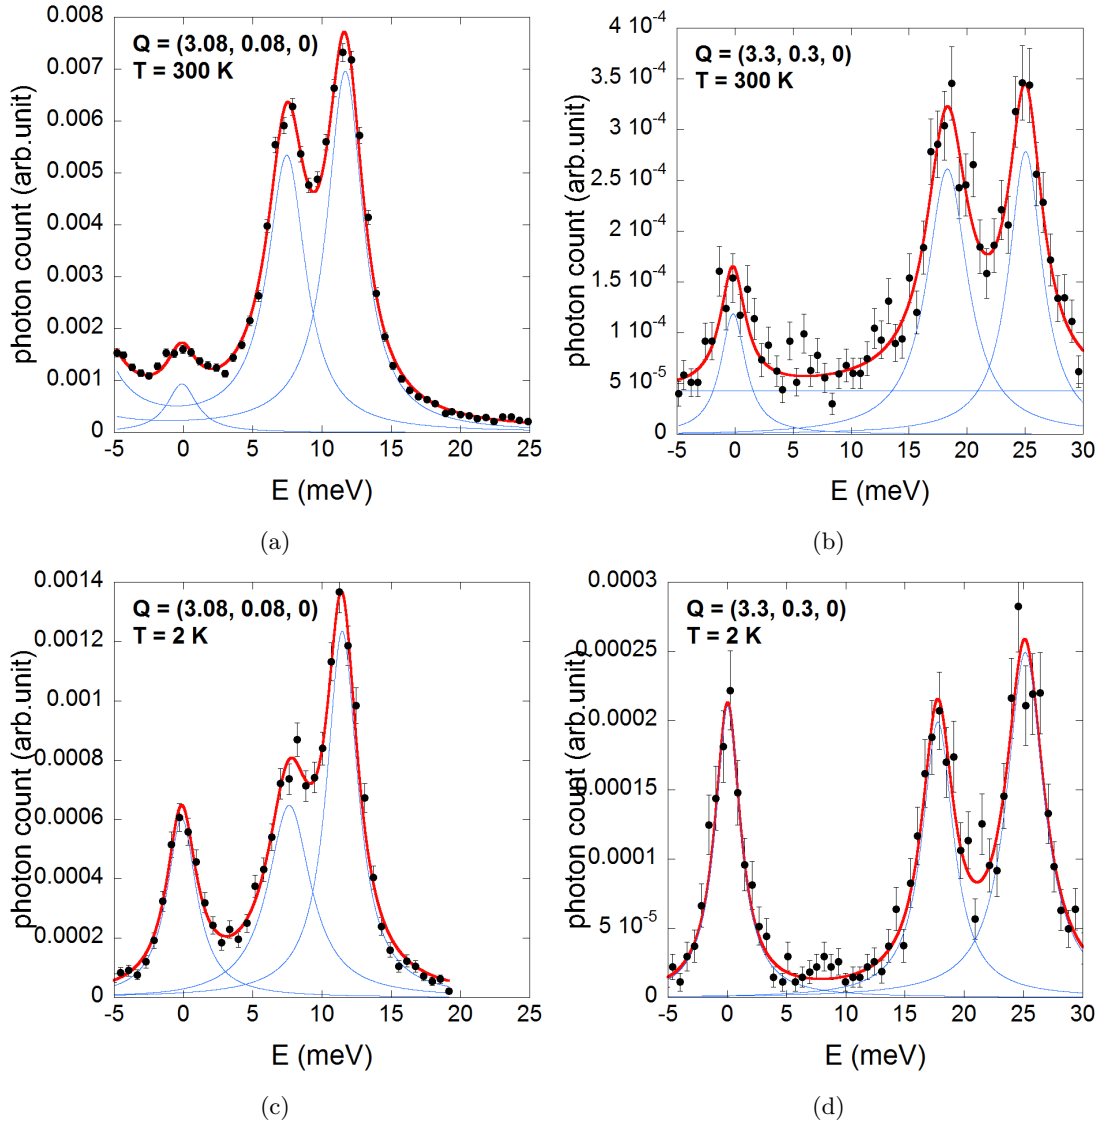 0.008
0.007
0.006
0.005
0.004
0.003
0.002
0.001
0
photon count (arb.unit)
Q = (3.08, 0.08, 0)
T = 300 K
-5 0 5 10 15 20 25
E (meV)
(a)
4 10⁻⁴
3.5 10⁻⁴
3 10⁻⁴
2.5 10⁻⁴
2 10⁻⁴
1.5 10⁻⁴
1 10⁻⁴
5 10⁻⁵
0
photon count (arb.unit)
Q = (3.3, 0.3, 0)
T = 300 K
-5 0 5 10 15 20 25 30
E (meV)
(b)
0.0014
0.0012
0.001
0.0008
0.0006
0.0004
0.0002
0
photon count (arb.unit)
Q = (3.08, 0.08, 0)
T = 2 K
-5 0 5 10 15 20 25
E (meV)
(c)
0.0003
0.00025
0.0002
0.00015
0.0001
5 10⁻⁵
0
photon count (arb.unit)
Q = (3.3, 0.3, 0)
T = 2 K
-5 0 5 10 15 20 25 30
E (meV)
(d)